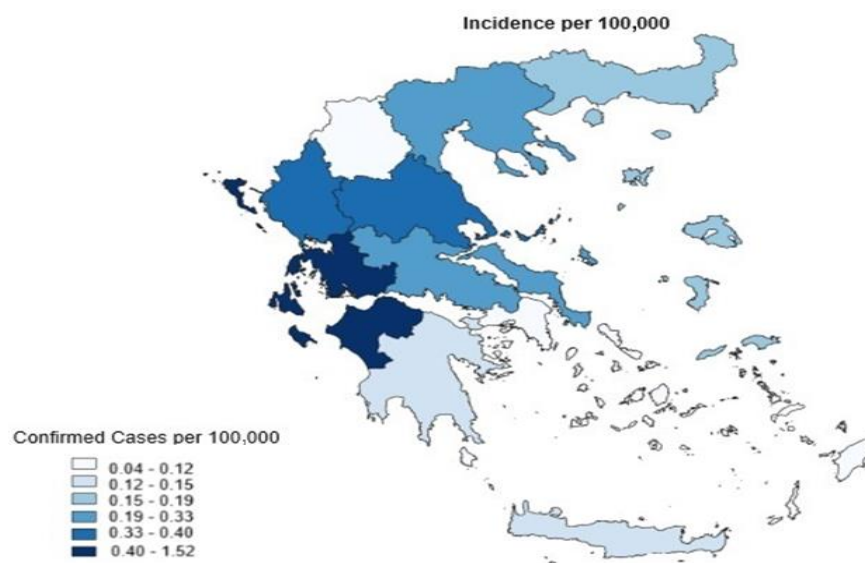 Incidence per 100,000
Confirmed Cases per 100,000
0.04 - 0.12
0.12 - 0.15
0.15 - 0.19
0.19 - 0.33
0.33 - 0.40
0.40 - 1.52